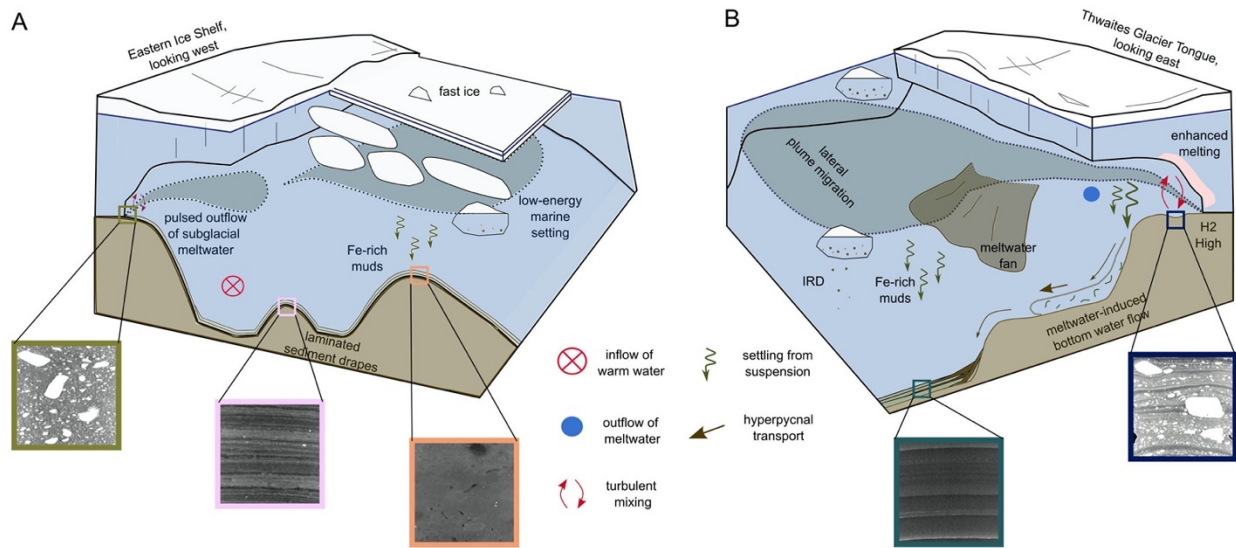 A
Eastern Ice Shelf,
looking west
fast ice
pulsed outflow
of subglacial
meltwater
low-energy
marine
setting
Fe-rich
muds
laminated
sediment drapes
inflow of
warm water
outflow of
meltwater
turbulent
mixing
settling from
suspension
hyperpycnal
transport
B
Thwaites Glacier Tongue,
looking east
enhanced
melting
lateral
plume migration
meltwater
fan
H2
High
IRD
Fe-rich
muds
meltwater-induced
bottom water flow